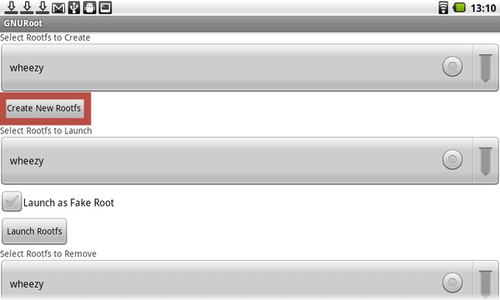 13:10
GNURoot
Select Rootfs to Create
wheezy
Create New Rootfs
Select Rootfs to Launch
wheezy
Launch as Fake Root
Launch Rootfs
Select Rootfs to Remove
wheezy